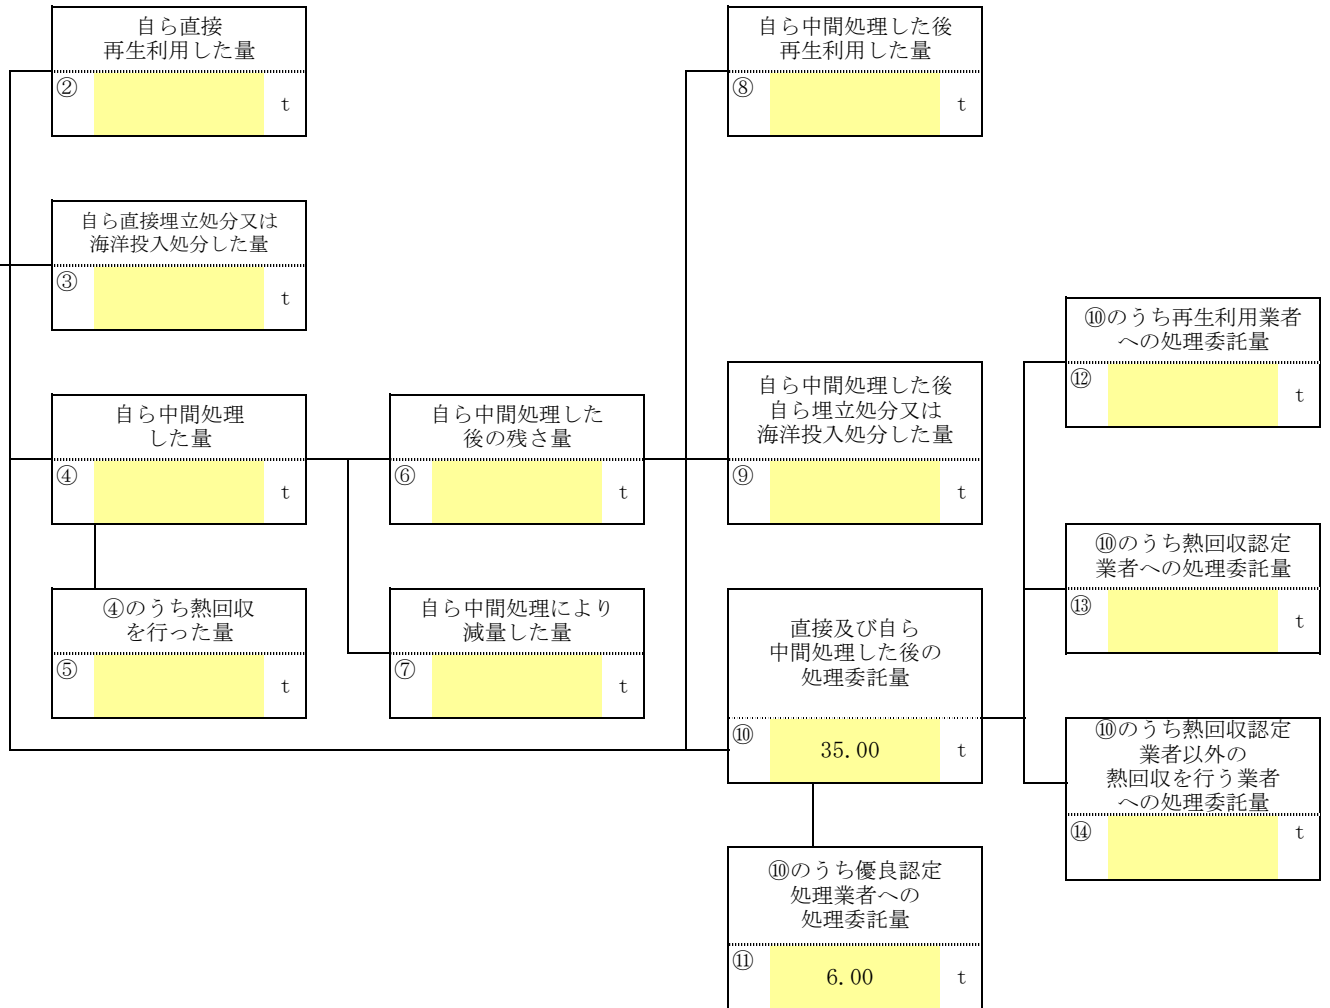 自ら直接
再生利用した量
② t
自ら中間処理した後
再生利用した量
⑧ t
自ら直接埋立処分又は
海洋投入処分した量
③ t
⑩のうち再生利用業者
への処理委託量
⑫ t
自ら中間処理
した量
④ t
自ら中間処理した
後の残さ量
⑥ t
自ら中間処理した後
自ら埋立処分又は
海洋投入処分した量
⑨ t
⑩のうち熱回収認定
業者への処理委託量
⑬ t
④のうち熱回収
を行った量
⑤ t
自ら中間処理により
減量した量
⑦ t
直接及び自ら
中間処理した後の
処理委託量
⑩ 35.00 t
⑩のうち熱回収認定
業者以外の
熱回収を行う業者
への処理委託量
⑭ t
⑩のうち優良認定
処理業者への
処理委託量
⑪ 6.00 t